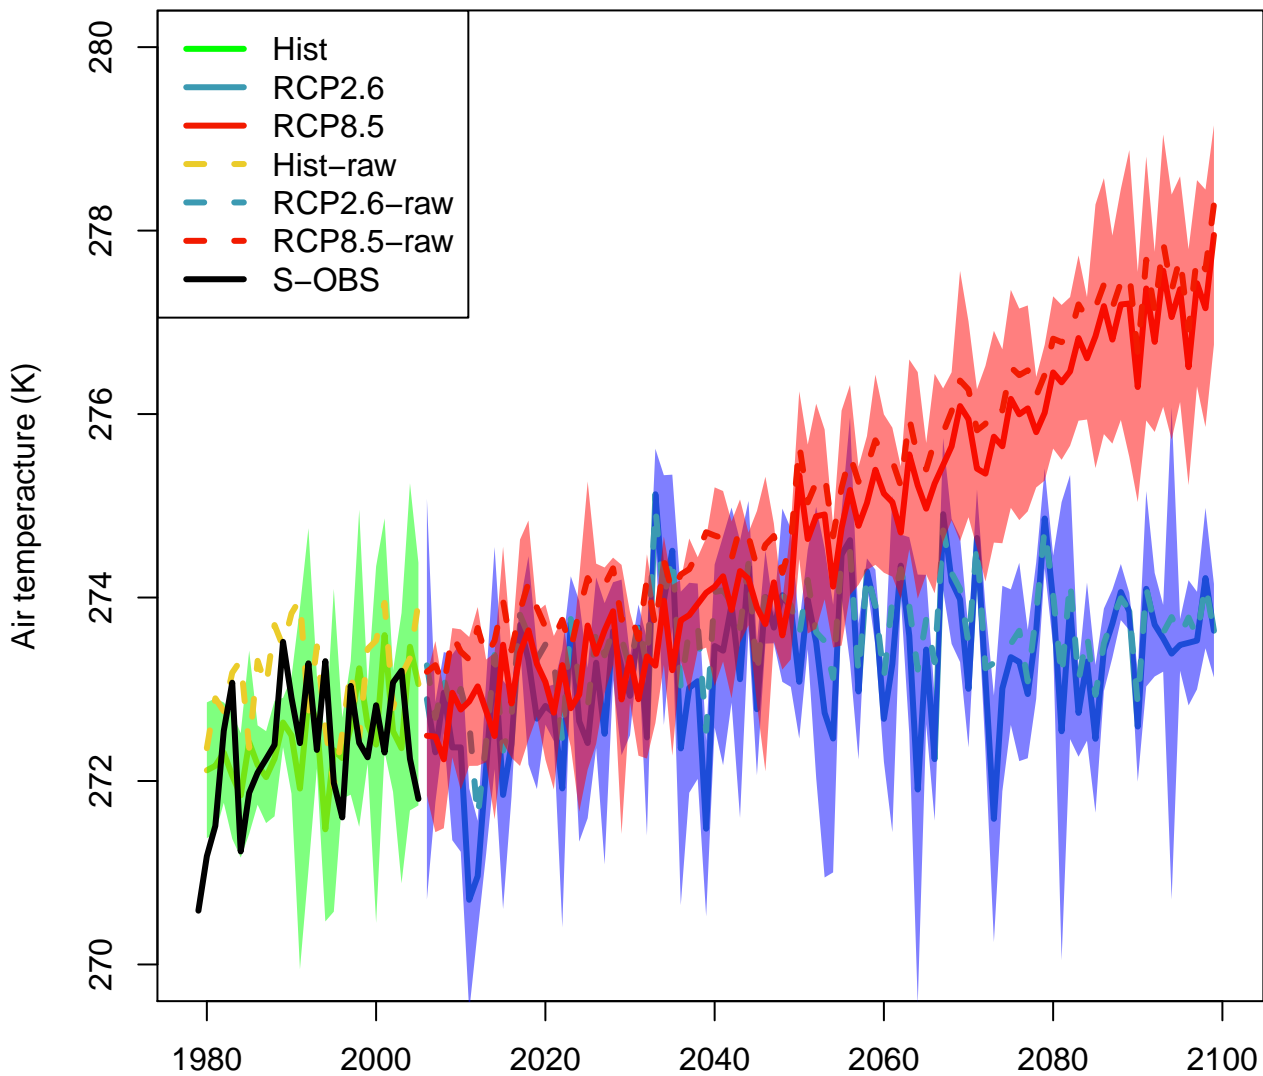 280
278
276
274
272
270
Air temperacture (K)
Hist
RCP2.6
RCP8.5
Hist−raw
RCP2.6−raw
RCP8.5−raw
S−OBS
1980 2000 2020 2040 2060 2080 2100